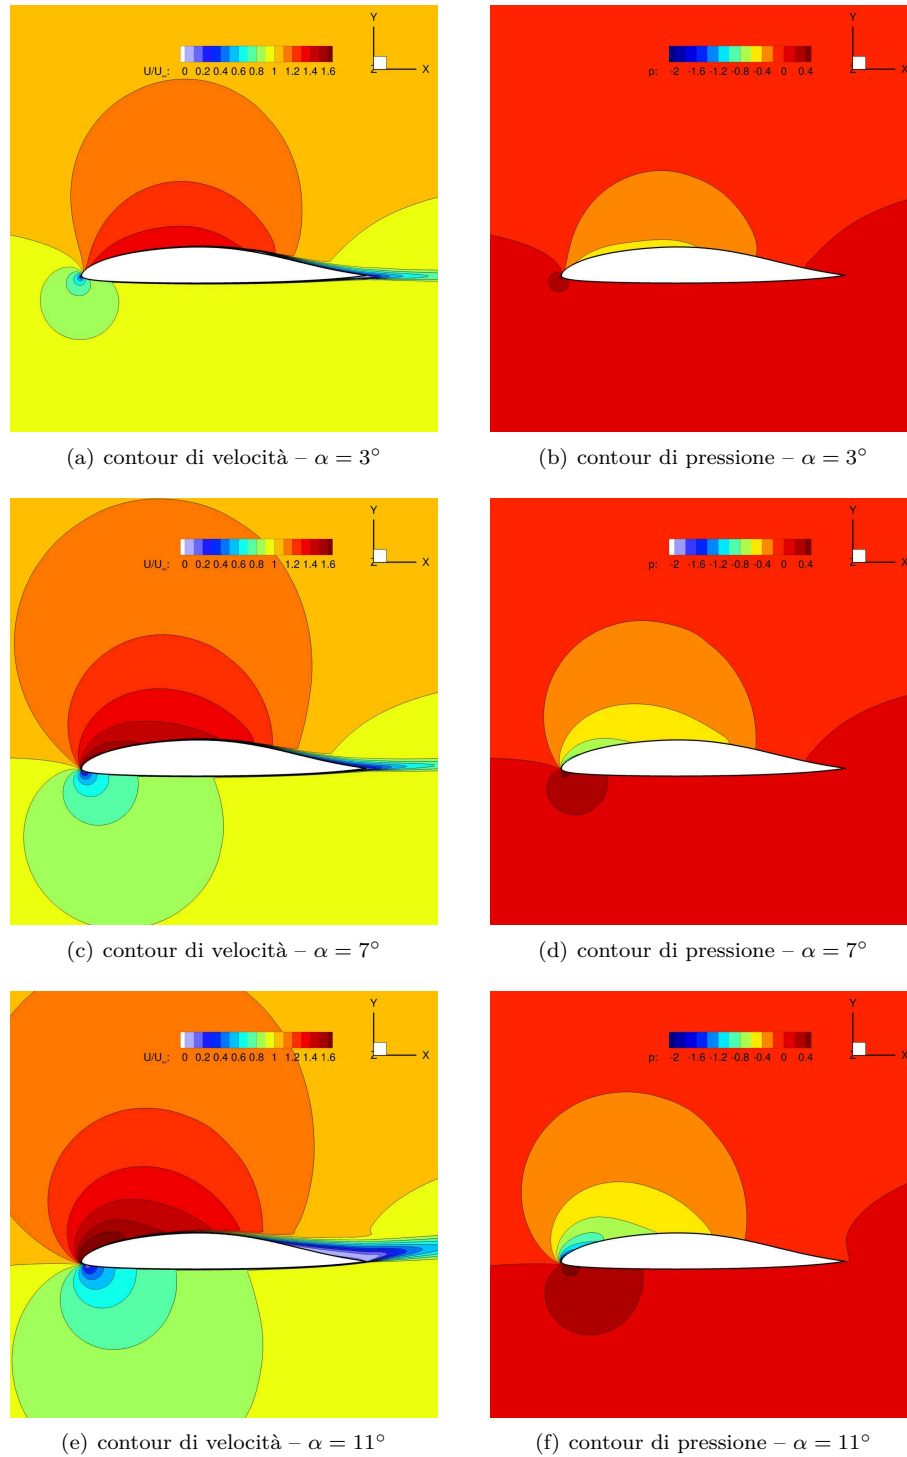 Y Y
U/U∞: 0 0.2 0.4 0.6 0.8 1 1.2 1.4 1.6 Z X p: -2 -1.6 -1.2 -0.8 -0.4 0 0.4 Z X
(a) contour di velocità – α = 3° (b) contour di pressione – α = 3°
Y Y
U/U∞: 0 0.2 0.4 0.6 0.8 1 1.2 1.4 1.6 Z X p: -2 -1.6 -1.2 -0.8 -0.4 0 0.4 Z X
(c) contour di velocità – α = 7° (d) contour di pressione – α = 7°
Y Y
U/U∞: 0 0.2 0.4 0.6 0.8 1 1.2 1.4 1.6 Z X p: -2 -1.6 -1.2 -0.8 -0.4 0 0.4 Z X
(e) contour di velocità – α = 11° (f) contour di pressione – α = 11°